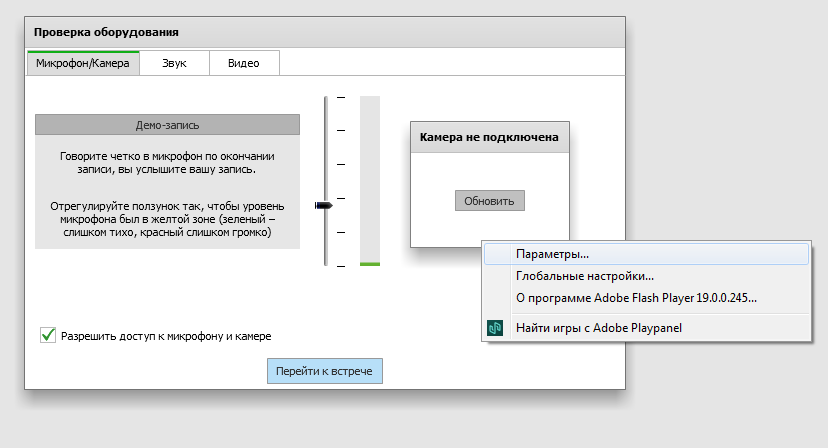 Проверка оборудования
Микрофон/Камера
Звук
Видео
Демо-запись
Говорите четко в микрофон по окончании
записи, вы услышите вашу запись.
Отрегулируйте ползунок так, чтобы уровень
микрофона был в желтой зоне (зеленый –
слишком тихо, красный слишком громко)
Камера не подключена
Обновить
Параметры...
Глобальные настройки...
О программе Adobe Flash Player 19.0.0.245...
Найти игры с Adobe Playpanel
Разрешить доступ к микрофону и камере
Перейти к встрече